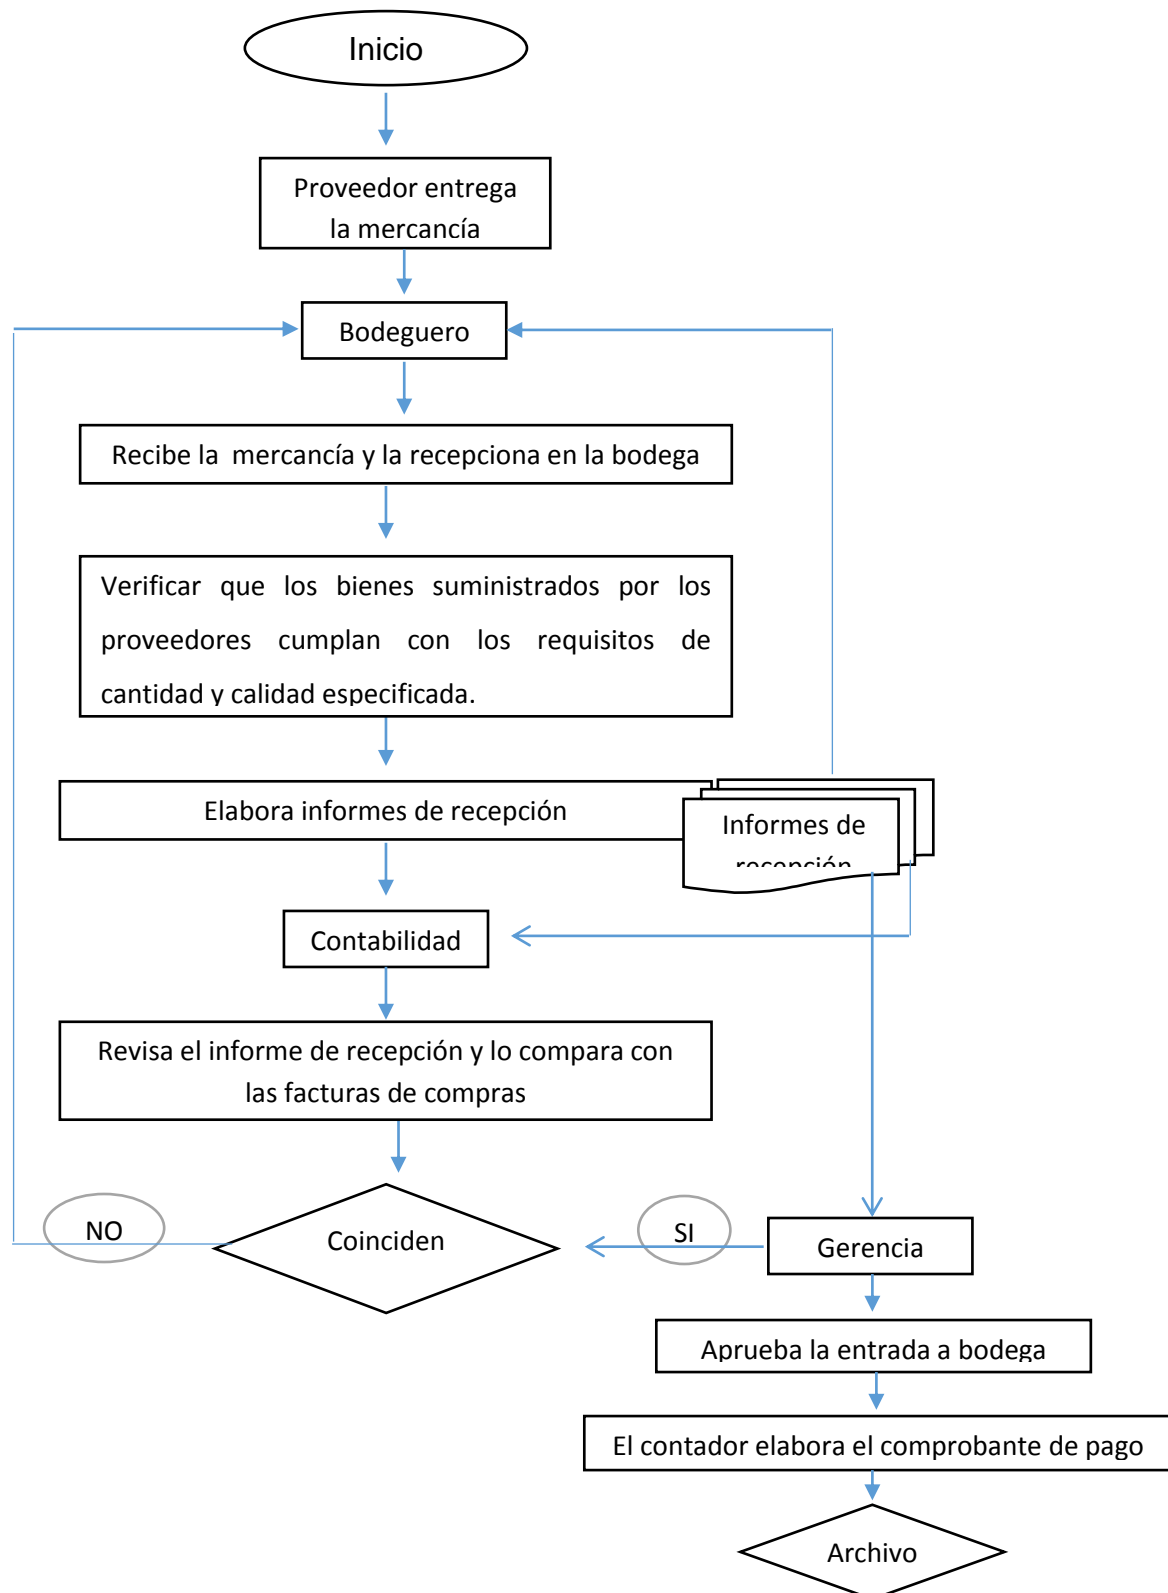 Inicio
Proveedor entrega
la mercancía
Bodeguero
Recibe la mercancía y la recepciona en la bodega
Verificar que los bienes suministrados por los
proveedores cumplan con los requisitos de
cantidad y calidad especificada.
Elabora informes de recepción
Informes de
recepción
Contabilidad
Revisa el informe de recepción y lo compara con
las facturas de compras
NO
Coinciden
SI
Gerencia
Aprueba la entrada a bodega
El contador elabora el comprobante de pago
Archivo